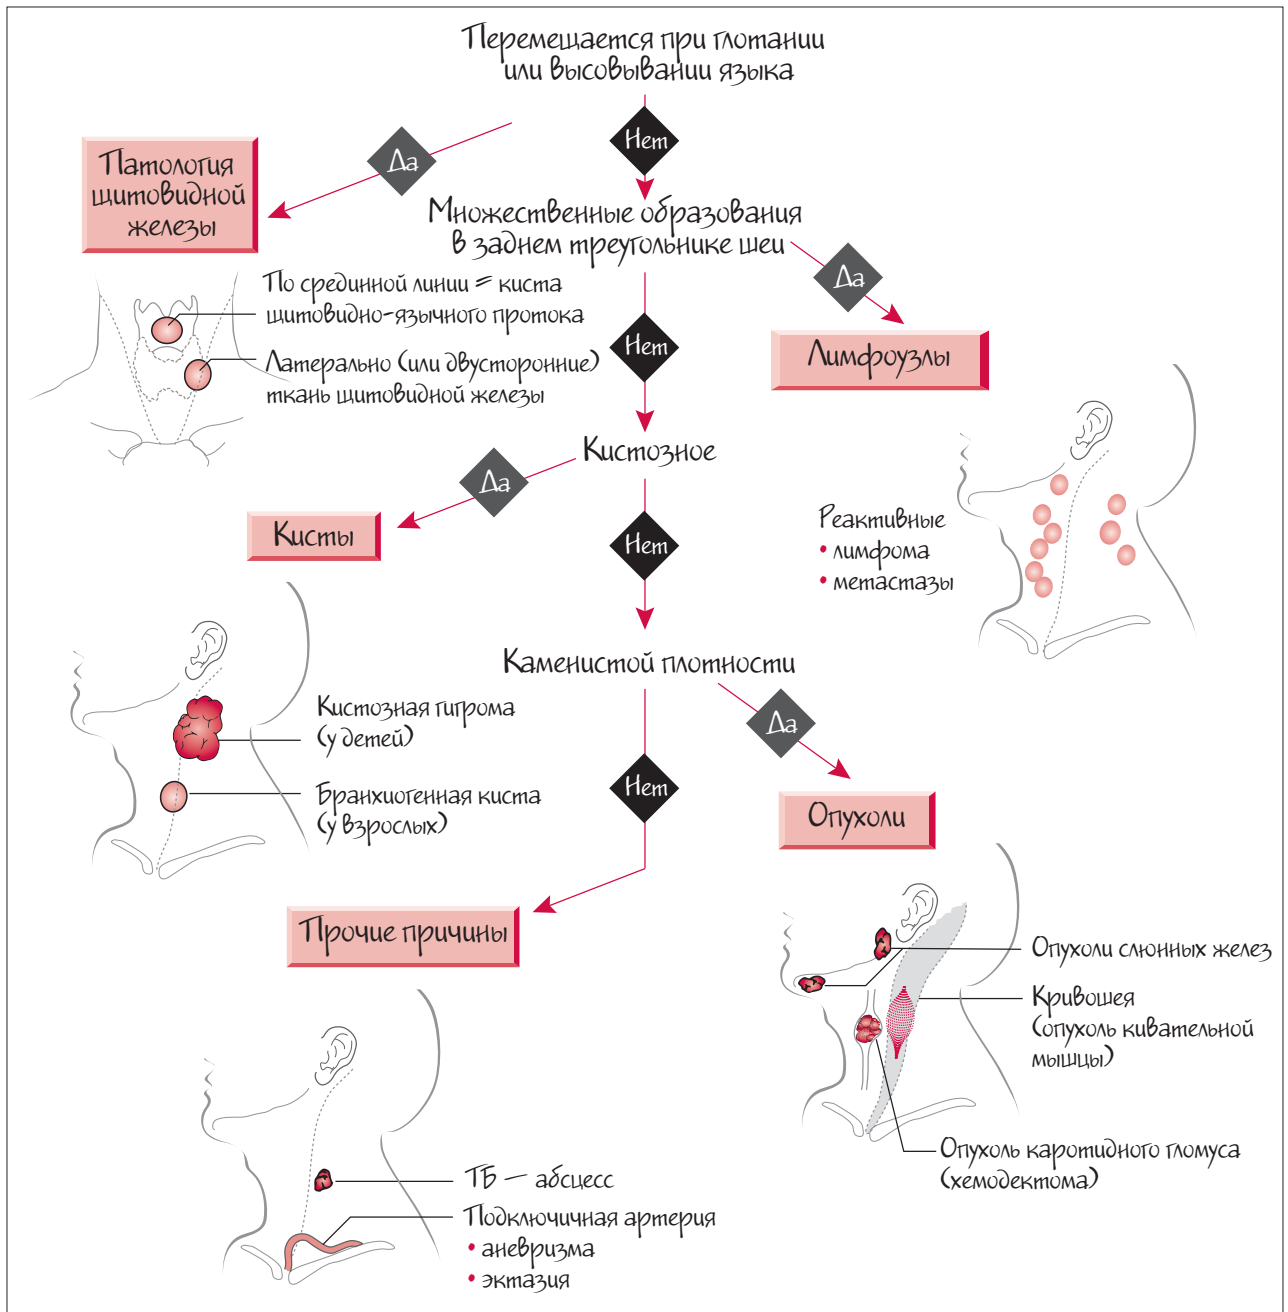 Перемещается при глотании
или высовывании языка
Нет
Да
Патология
щитовидной
железы
Множественные образования
в заднем треугольнике шеи
Да
По срединной линии = киста
щитовидно-язычного протока
Нет
Лимфоузлы
Латерально (или двусторонние)
ткань щитовидной железы
Кистозное
Да
Кисты
Нет
Реактивные
• лимфома
• метастазы
Каменистой плотности
Кистозная гигрома
(у детей)
Да
Нет
Бранхиогенная киста
(у взрослых)
Опухоли
Прочие причины
Опухоли слюнных желез
Кривошея
(опухоль кивательной
мышцы)
Опухоль каротидного гломуса
(хемодектома)
ТБ — абсцесс
Подключичная артерия
• аневризма
• эктазия